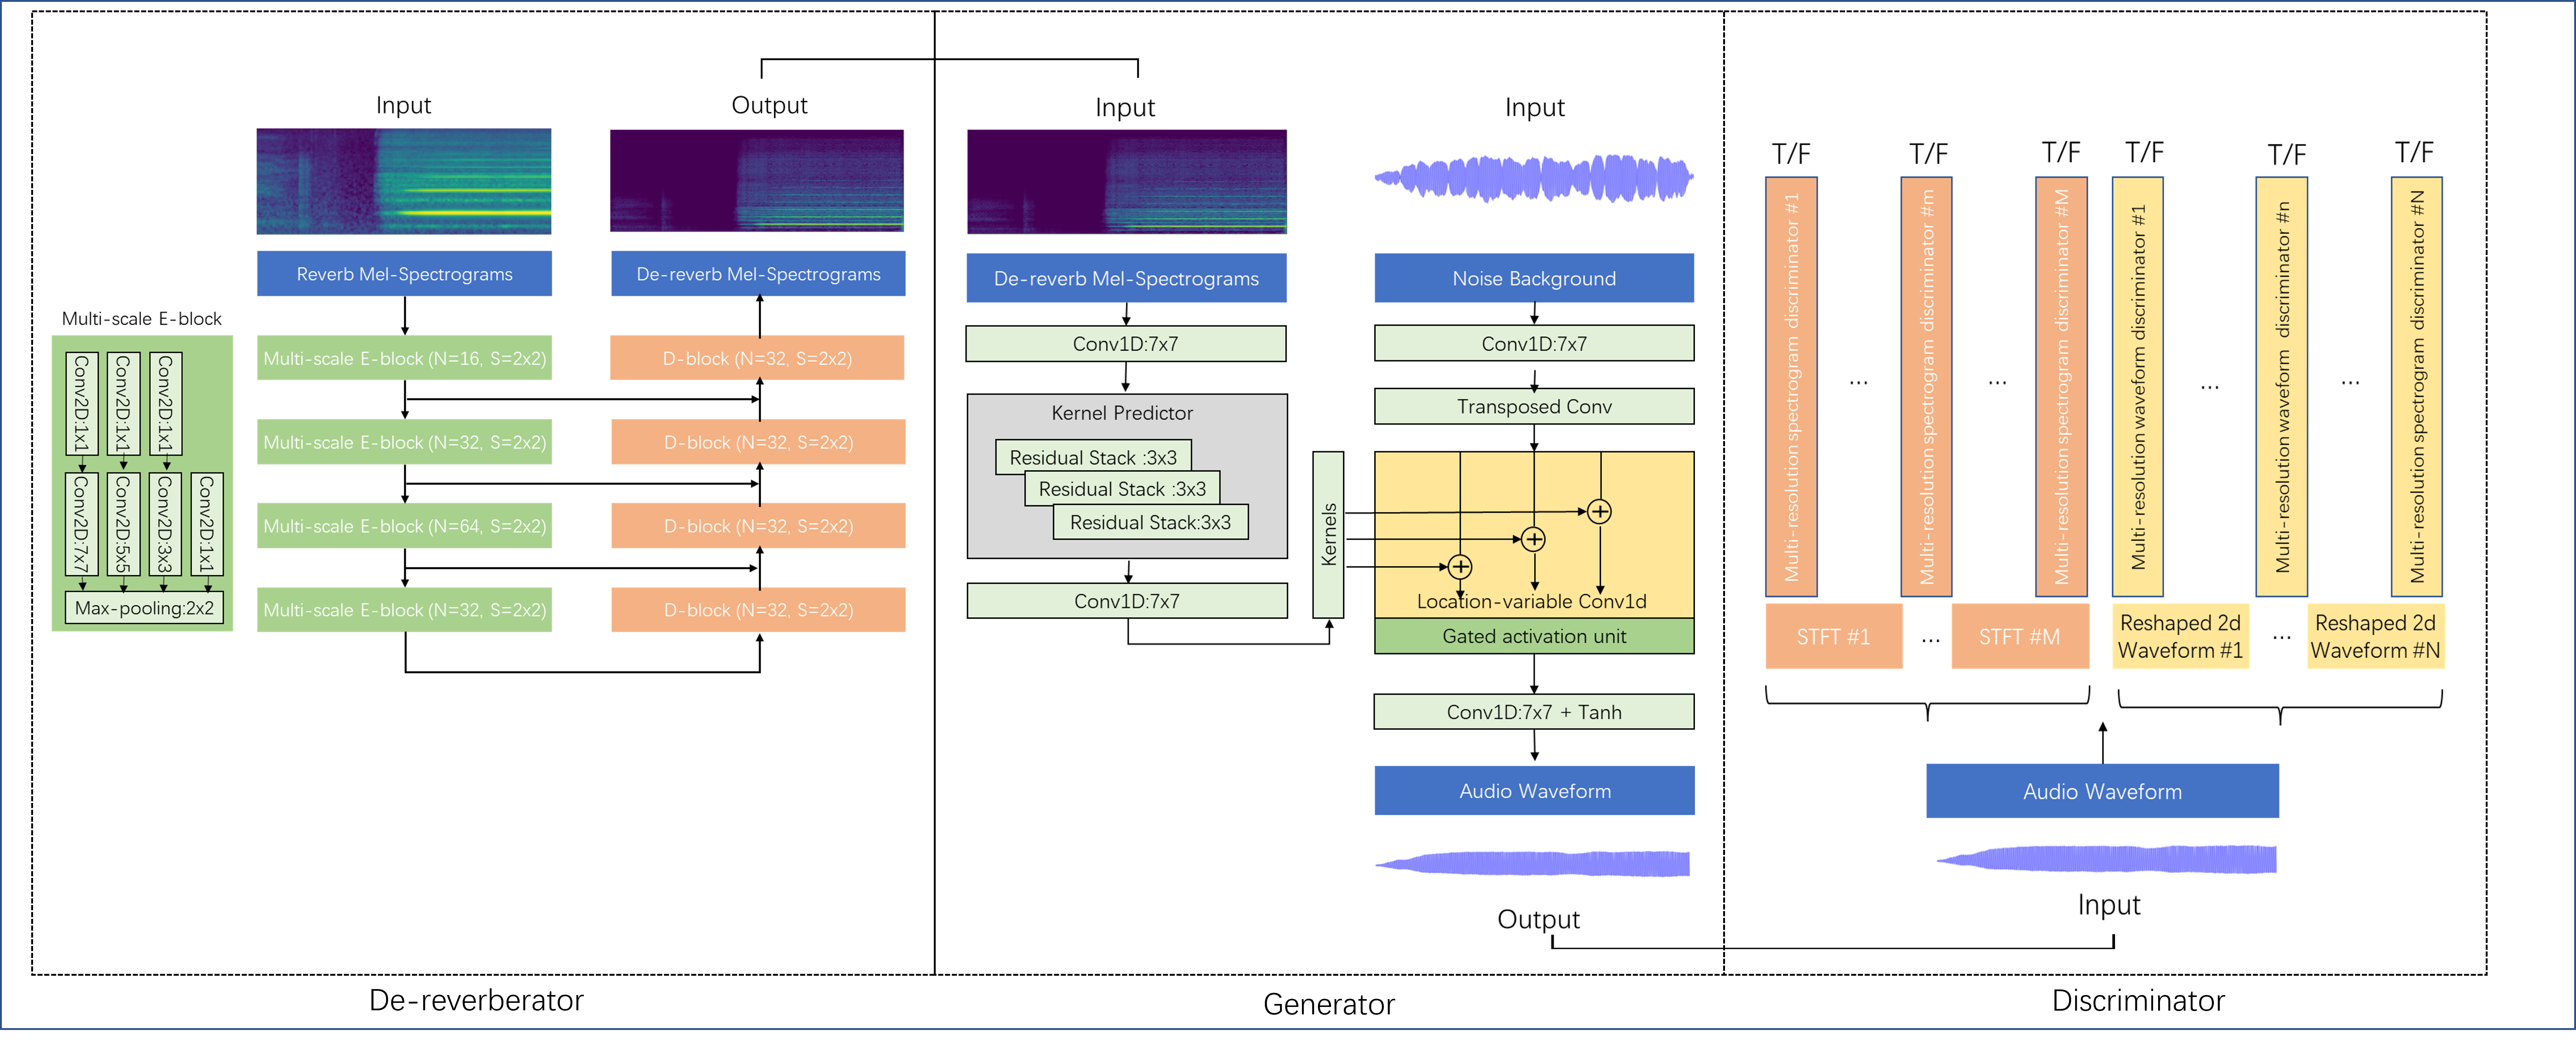 Input
Output
Reverb Mel-Spectrograms
De-reverb Mel-Spectrograms
Multi-scale E-block
Conv2D:1x1
Conv2D:1x1
Conv2D:1x1
Conv2D:7x7
Conv2D:5x5
Conv2D:3x3
Conv2D:1x1
Max-pooling:2x2
Multi-scale E-block (N=16, S=2x2)
Multi-scale E-block (N=32, S=2x2)
Multi-scale E-block (N=64, S=2x2)
Multi-scale E-block (N=32, S=2x2)
D-block (N=32, S=2x2)
D-block (N=32, S=2x2)
D-block (N=32, S=2x2)
D-block (N=32, S=2x2)
De-reverberator
Input
De-reverb Mel-Spectrograms
Conv1D:7x7
Kernel Predictor
Residual Stack :3x3
Residual Stack :3x3
Residual Stack:3x3
Conv1D:7x7
Kernels
Input
Noise Background
Conv1D:7x7
Transposed Conv
Location-variable Conv1d
Gated activation unit
Conv1D:7x7 + Tanh
Audio Waveform
Output
Generator
T/F
T/F
T/F
T/F
T/F
T/F
Multi-resolution spectrogram discriminator #1
...
Multi-resolution spectrogram discriminator #m
...
Multi-resolution spectrogram discriminator #M
Multi-resolution waveform discriminator #1
...
Multi-resolution waveform discriminator #n
...
Multi-resolution spectrogram discriminator #N
STFT #1
...
STFT #M
Reshaped 2d
Waveform #1
...
Reshaped 2d
Waveform #N
Audio Waveform
Input
Discriminator